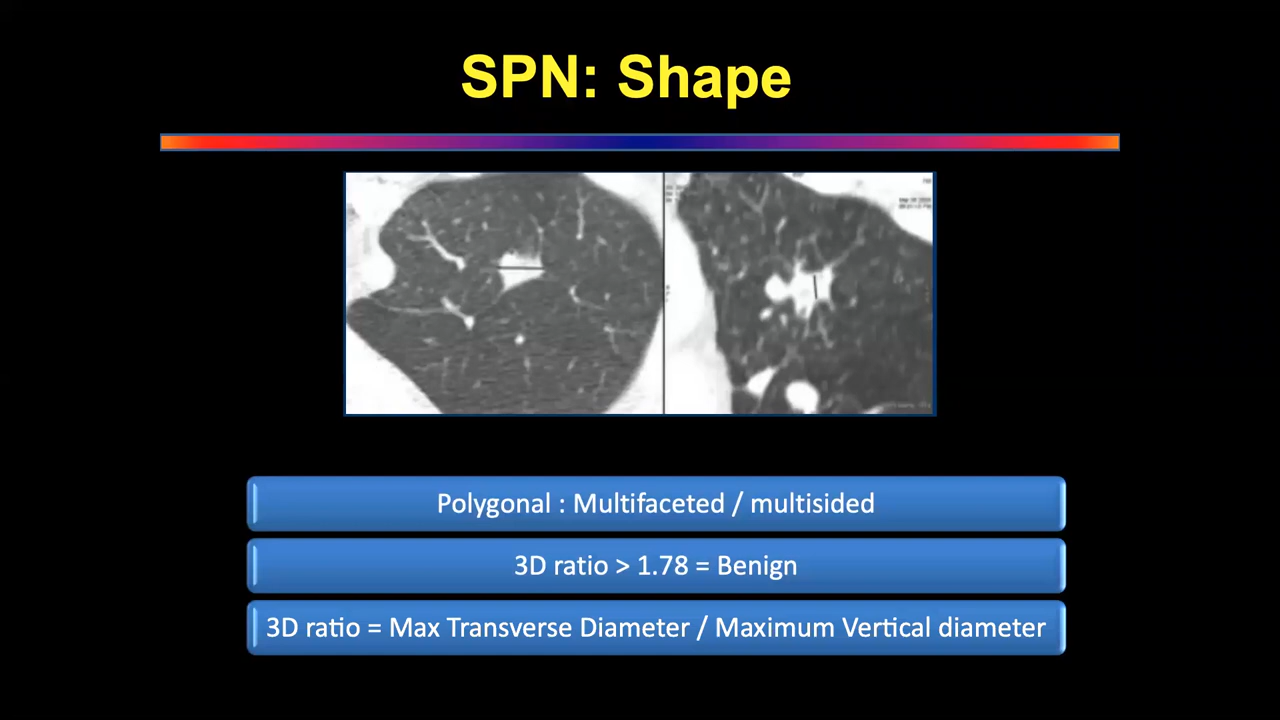 SPN: Shape
Polygonal : Multifaceted / multisided
3D ratio > 1.78 = Benign
3D ratio = Max Transverse Diameter / Maximum Vertical diameter